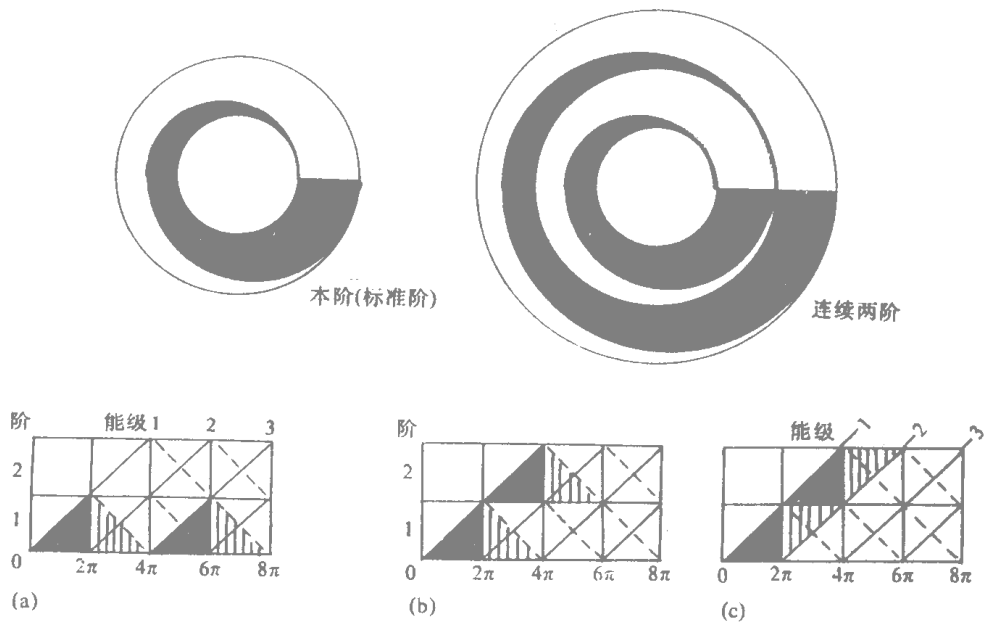 本阶(标准阶)
连续两阶
阶 能级1 2 3
2
1
0 2π 4π 6π 8π
(a)
阶
2
1
0 2π 4π 6π 8π
(b)
能级 1 2 3
0 2π 4π 6π 8π
(c)